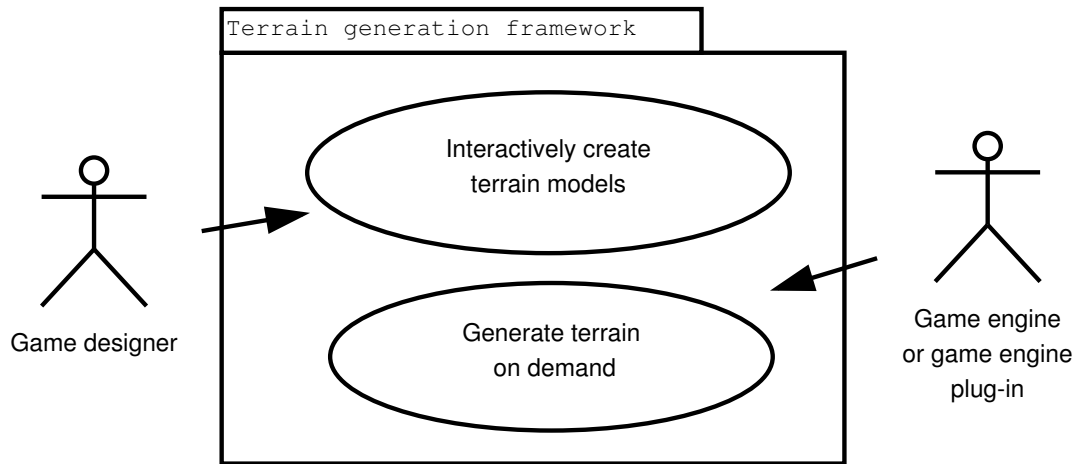 Terrain generation framework
Interactively create
terrain models
Generate terrain
on demand
Game designer
Game engine
or game engine
plug-in